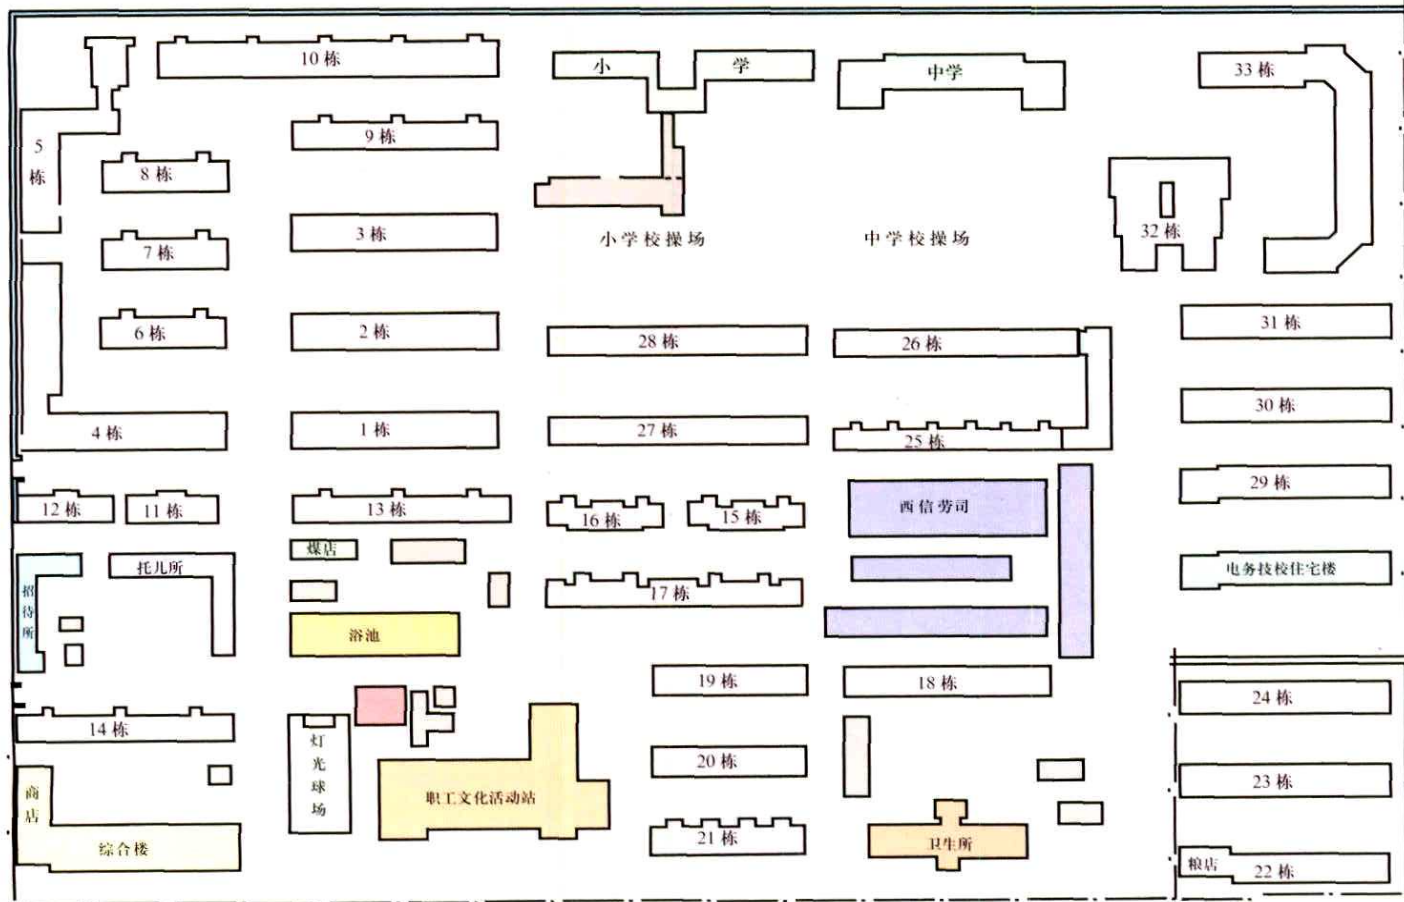 10 栋
小 学
中学
33 栋
5
栋
9 栋
8 栋
3 栋
小学校操场
中学校操场
32 栋
7 栋
6 栋
2 栋
28 栋
26 栋
31 栋
4 栋
1 栋
27 栋
25 栋
30 栋
12 栋
11 栋
13 栋
16 栋
15 栋
西信劳司
29 栋
招
待
所
托儿所
煤店
17 栋
电务技校住宅楼
浴池
19 栋
18 栋
24 栋
14 栋
灯
光
球
场
20 栋
23 栋
商
店
职工文化活动站
综合楼
21 栋
卫生所
粮店
22 栋